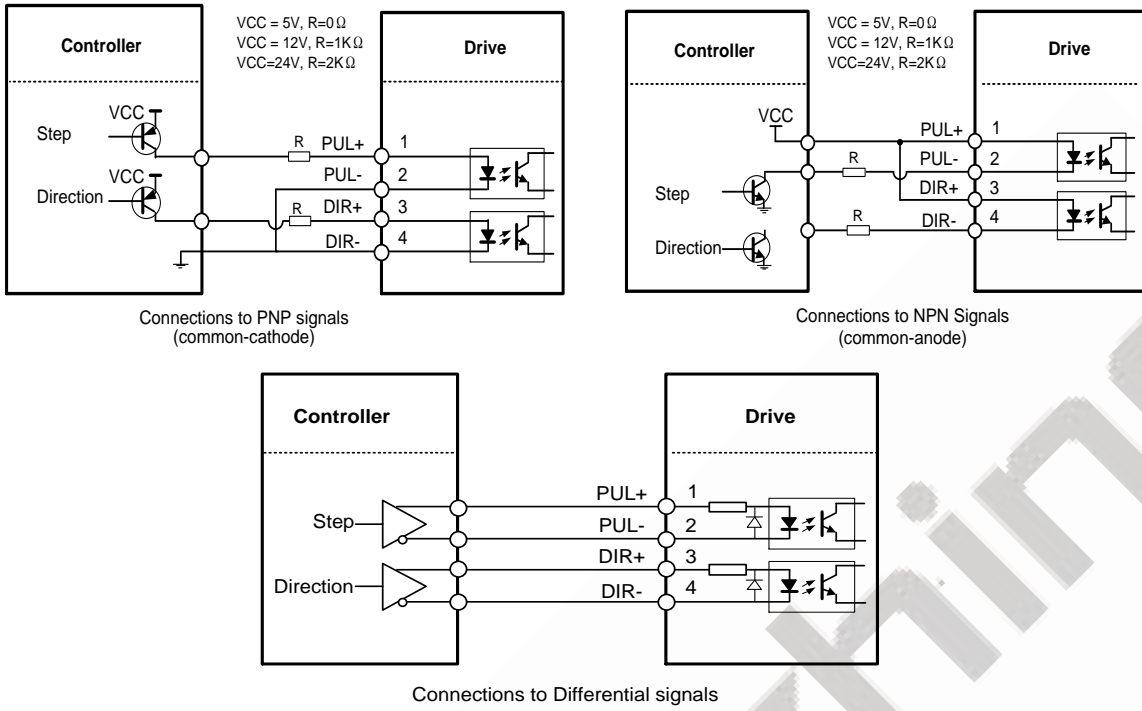 VCC = 5V, R=0Ω
VCC = 12V, R=1KΩ
VCC=24V, R=2KΩ
Controller
Drive
VCC
Step
R
PUL+
1
PUL-
2
VCC
Direction
R
DIR+
3
DIR-
4
Connections to PNP signals
(common-cathode)
VCC = 5V, R=0Ω
VCC = 12V, R=1KΩ
VCC=24V, R=2KΩ
Controller
Drive
VCC
PUL+
1
R
PUL-
2
Step
DIR+
3
R
DIR-
4
Direction
Connections to NPN Signals
(common-anode)
Controller
Drive
PUL+
1
Step
PUL-
2
DIR+
3
Direction
DIR-
4
Connections to Differential signals